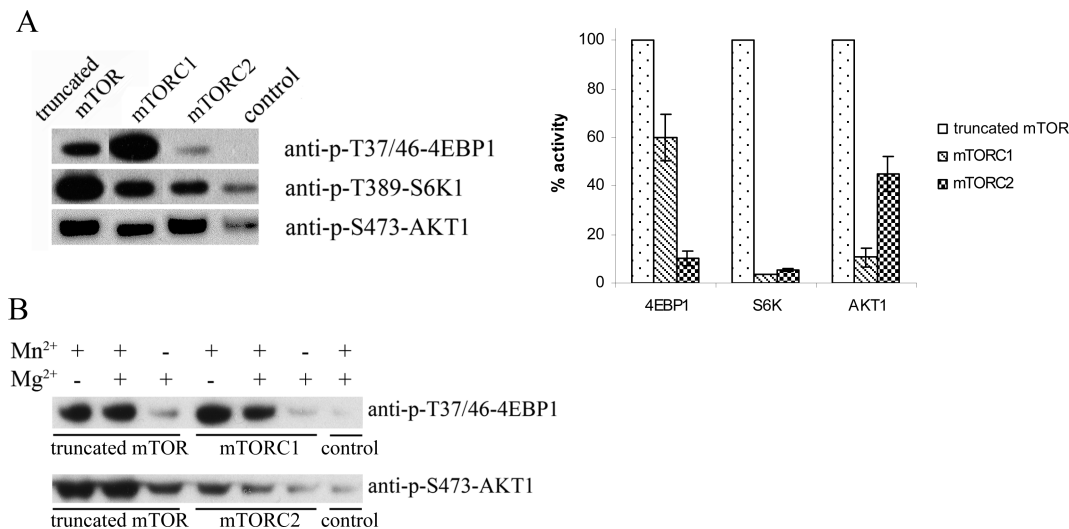 A
truncated
mTOR
mTORC1
mTORC2
control
anti-p-T37/46-4EBP1
anti-p-T389-S6K1
anti-p-S473-AKT1
% activity
100
80
60
40
20
0
4EBP1
S6K
AKT1
truncated mTOR
mTORC1
mTORC2
B
Mn²⁺ + + - + + - +
Mg²⁺ - + + - + + +
anti-p-T37/46-4EBP1
truncated mTOR mTORC1 control
anti-p-S473-AKT1
truncated mTOR mTORC2 control